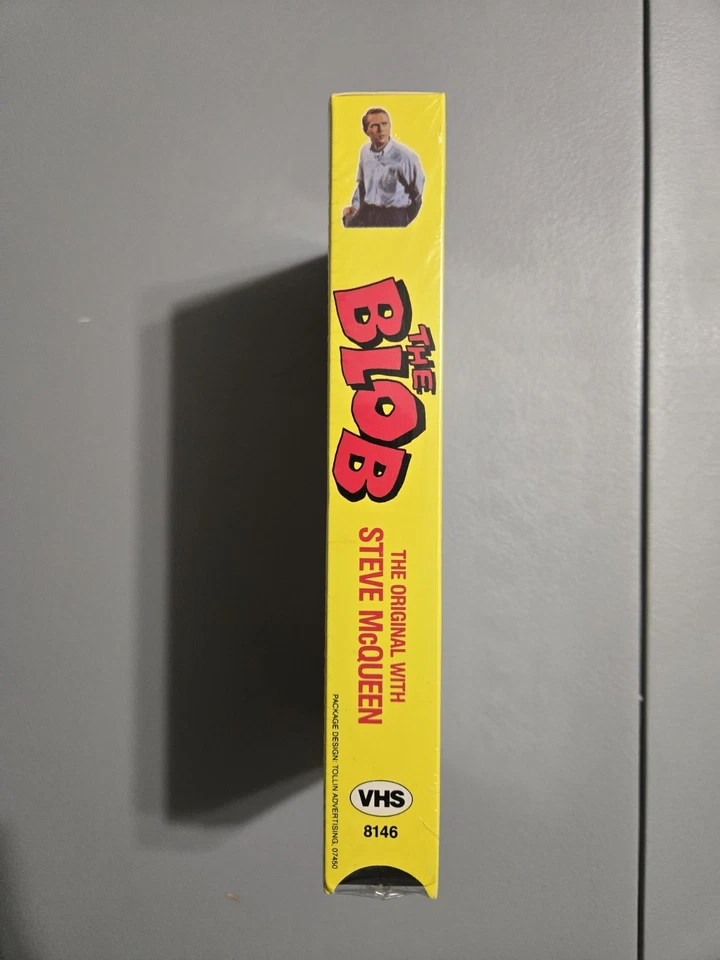 THE
BLOB
THE ORIGINAL WITH
STEVE McQUEEN
PACKAGE DESIGN: TOLLIN ADVERTISING, 07450
VHS
8146